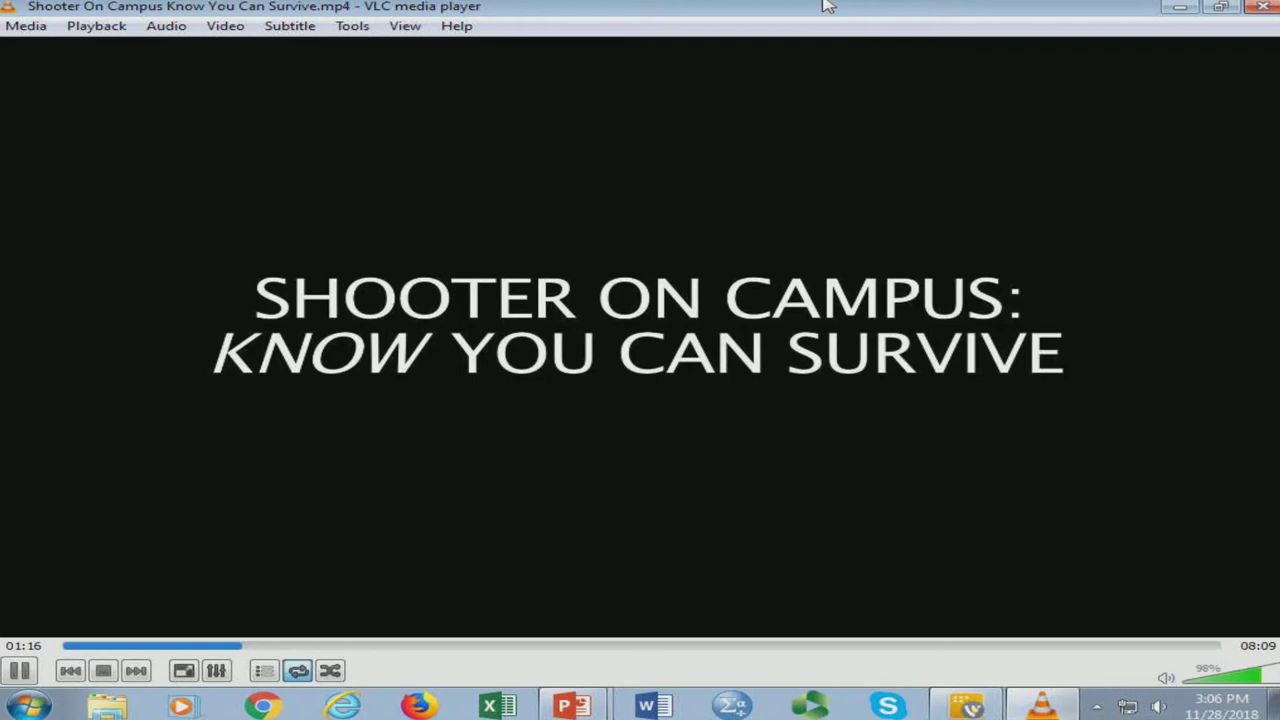 Shooter On Campus Know You Can Survive.mp4 - VLC media player
Media Playback Audio Video Subtitle Tools View Help
SHOOTER ON CAMPUS:
KNOW YOU CAN SURVIVE
01:16 08:09
98%
3:06 PM
11/28/2018